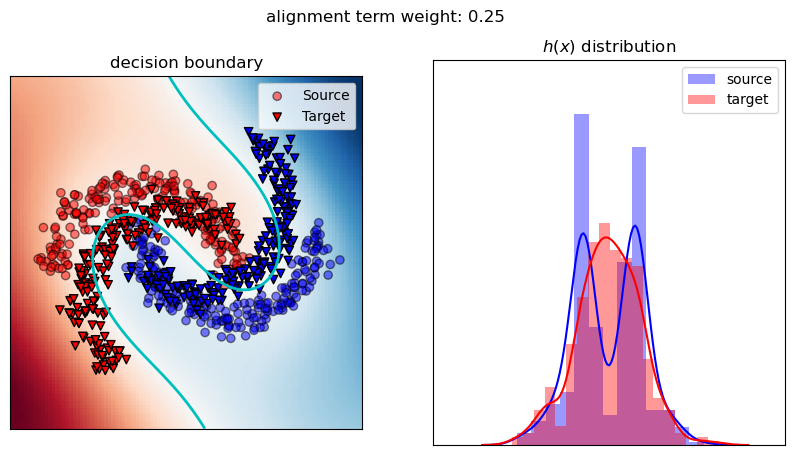 alignment term weight: 0.25
decision boundary
Source
Target
h(x) distribution
source
target